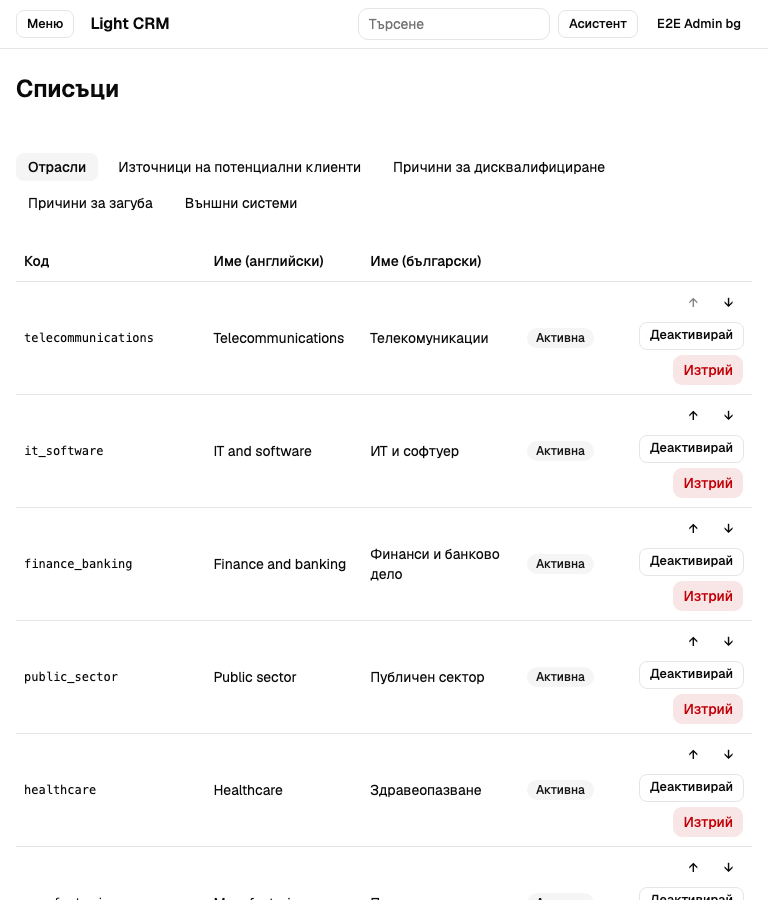 Меню Light CRM Търсене Асистент E2E Admin bg
Списъци
Отрасли Източници на потенциални клиенти Причини за дисквалифициране
Причини за загуба Външни системи
Код Име (английски) Име (български)
↑ ↓
telecommunications Telecommunications Телекомуникации Активна Деактивирай
Изтрий
↑ ↓
it_software IT and software ИТ и софтуер Активна Деактивирай
Изтрий
↑ ↓
finance_banking Finance and banking Финанси и банково дело Активна Деактивирай
Изтрий
↑ ↓
public_sector Public sector Публичен сектор Активна Деактивирай
Изтрий
↑ ↓
healthcare Healthcare Здравеопазване Активна Деактивирай
Изтрий
↑ ↓
Деактивирай